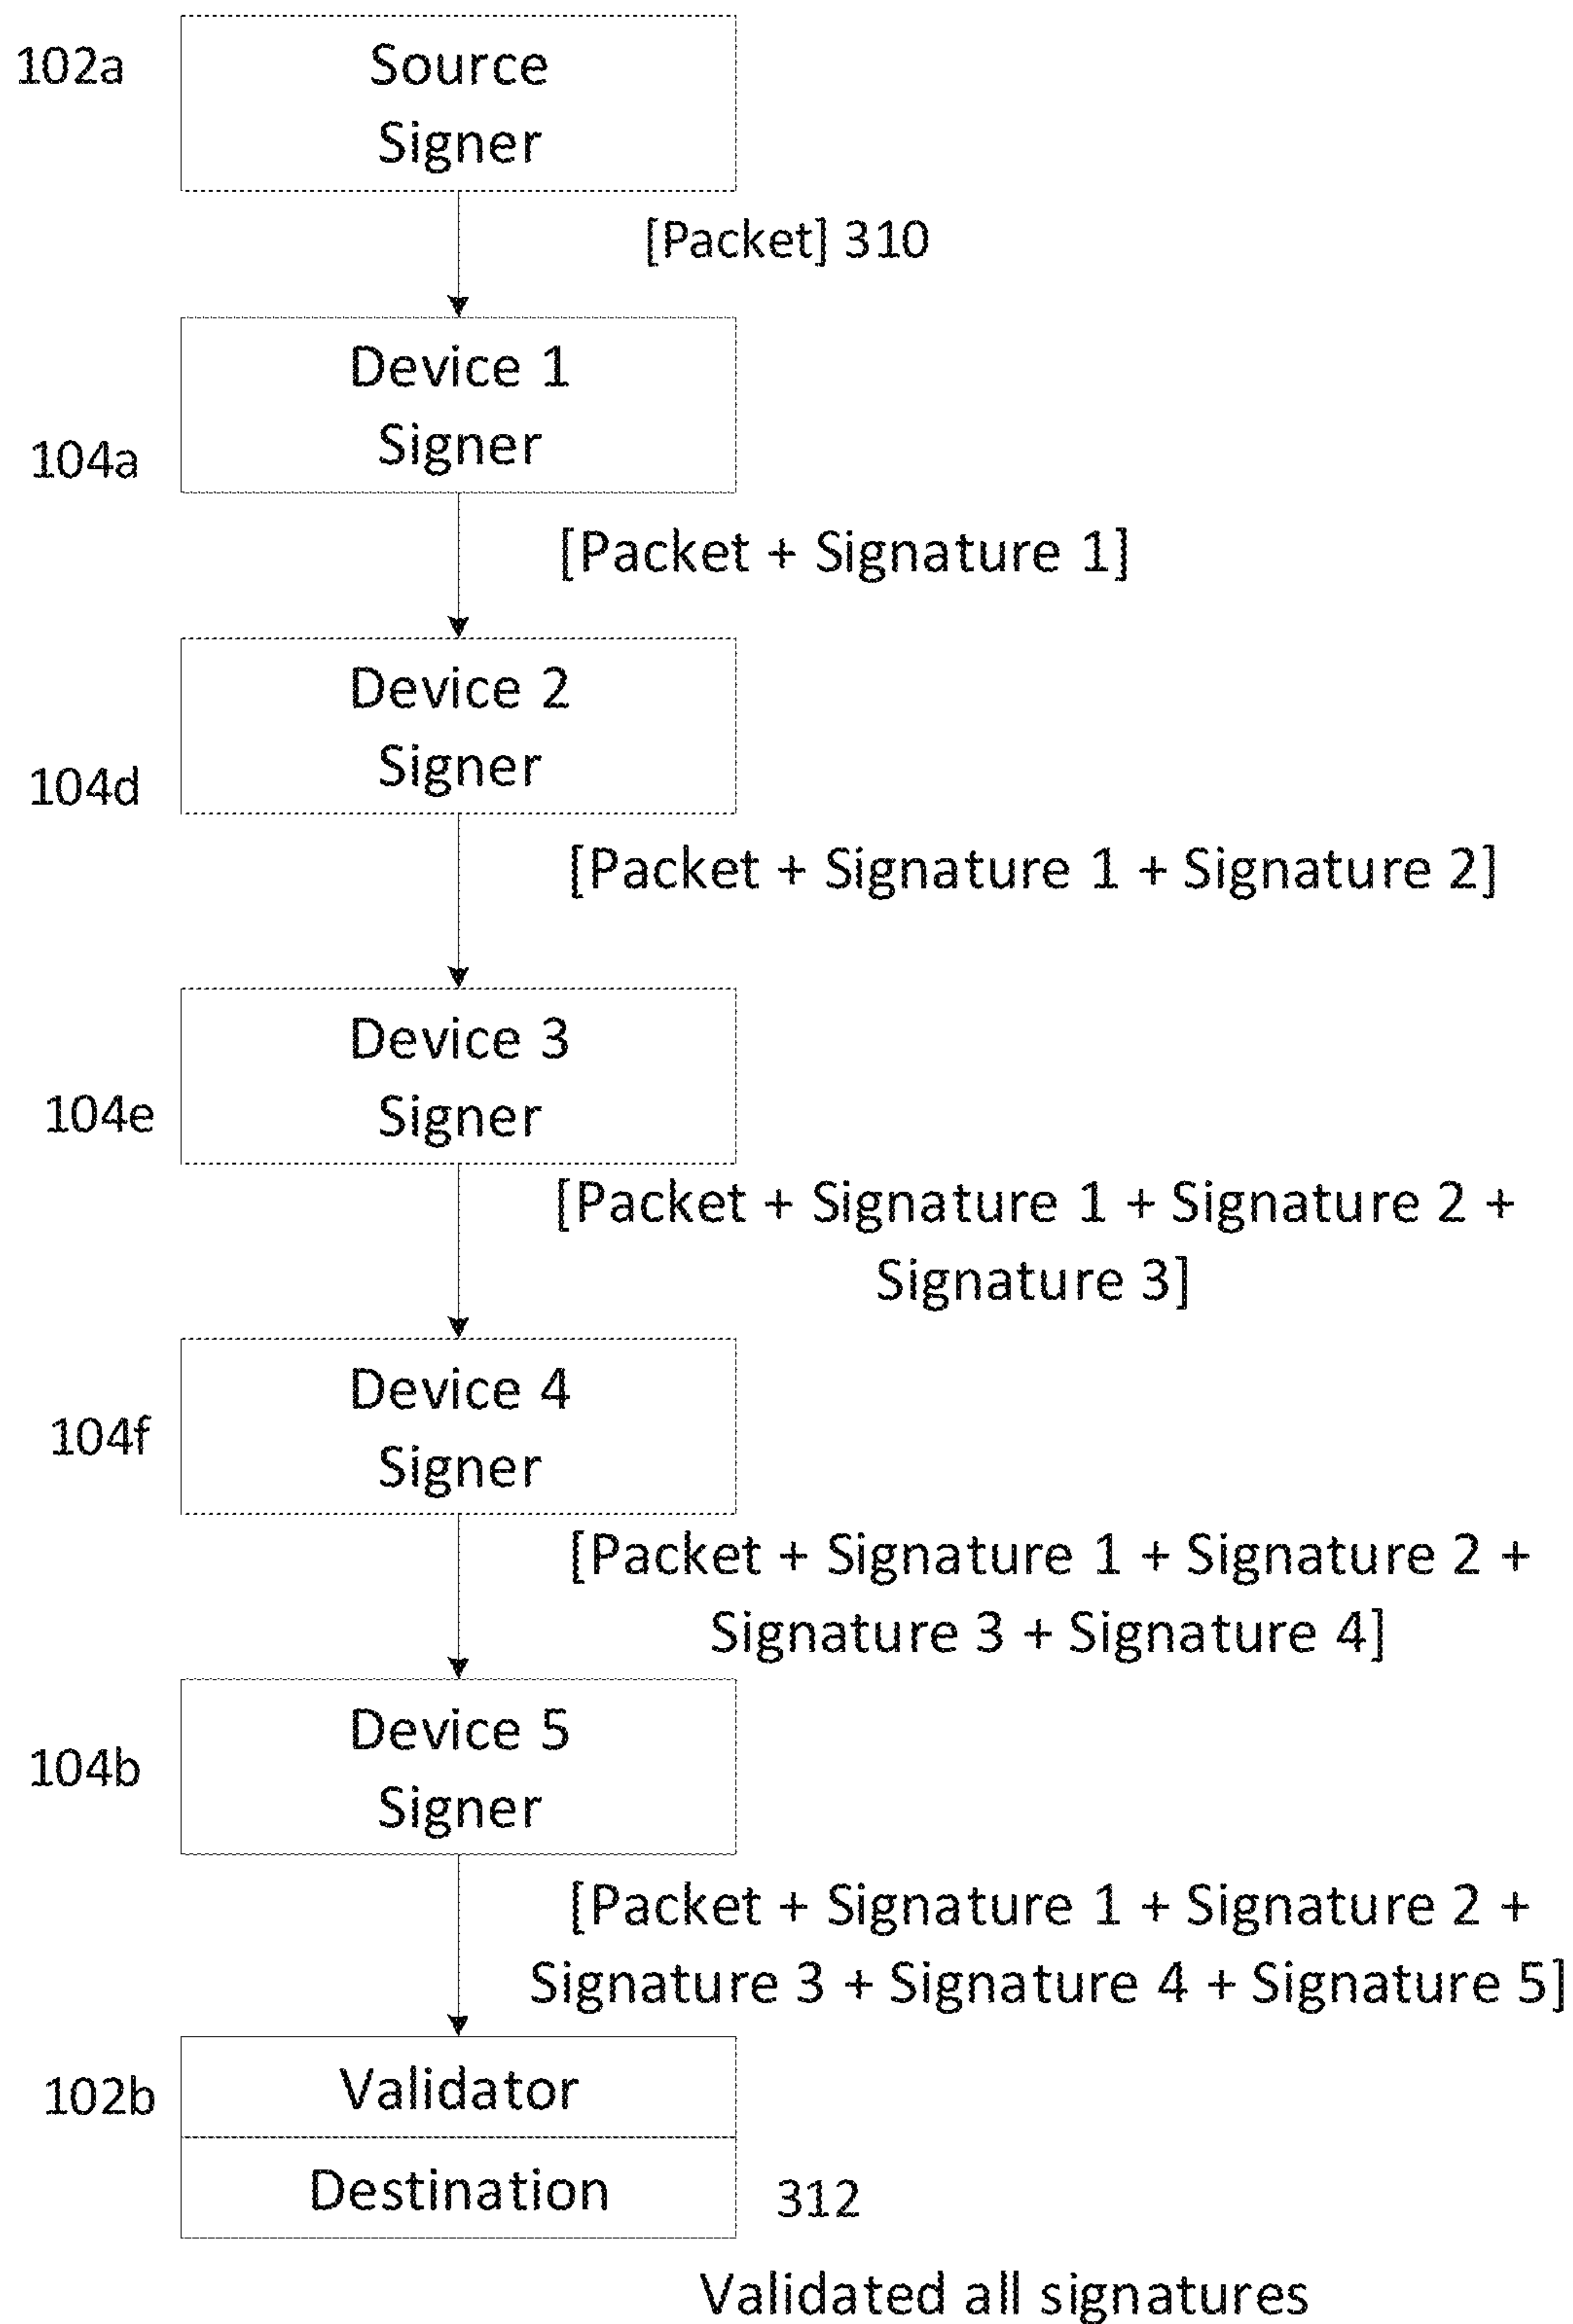 102a
Source
Signer
[Packet] 310
Device 1
Signer
104a
[Packet + Signature 1]
Device 2
Signer
104d
[Packet + Signature 1 + Signature 2]
Device 3
Signer
104e
[Packet + Signature 1 + Signature 2 +
Signature 3]
Device 4
Signer
104f
[Packet + Signature 1 + Signature 2 +
Signature 3 + Signature 4]
Device 5
Signer
104b
[Packet + Signature 1 + Signature 2 +
Signature 3 + Signature 4 + Signature 5]
102b
Validator
Destination
312
Validated all signatures